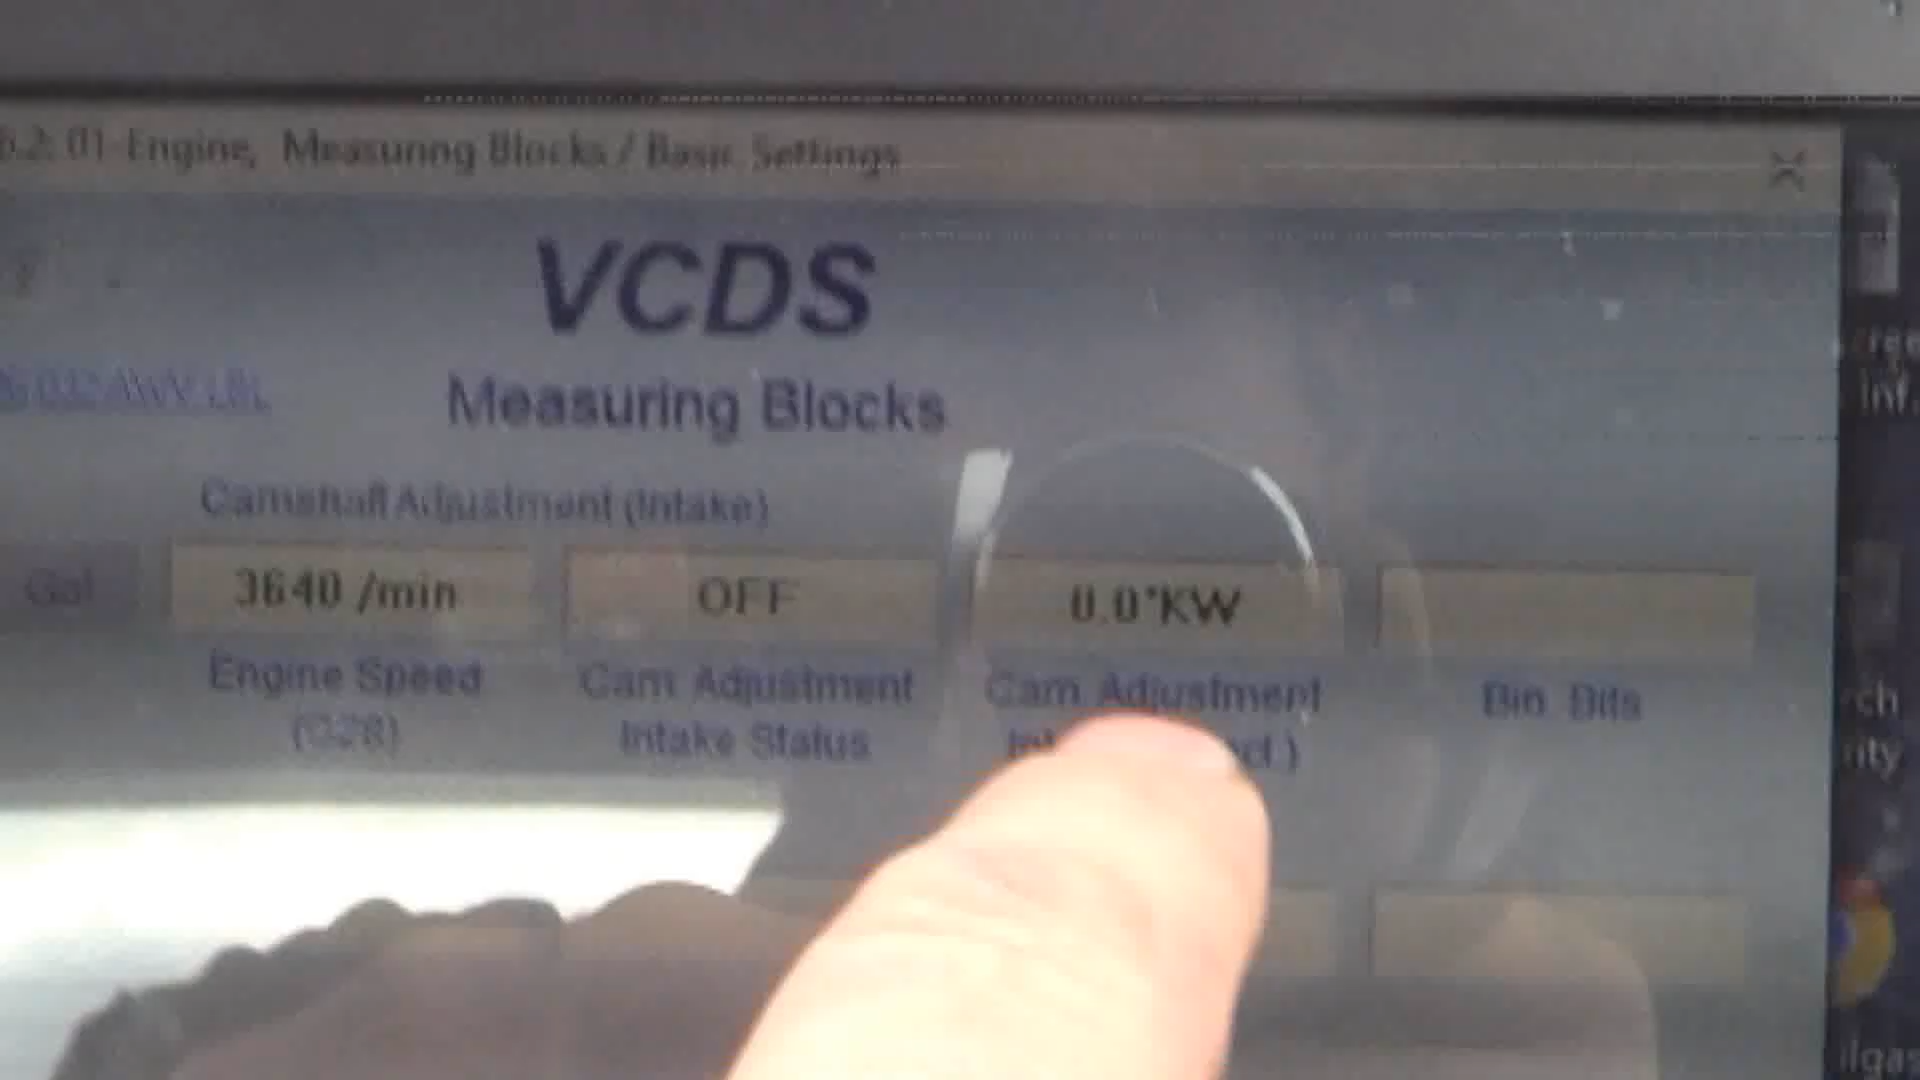 01-Engine, Measuring Blocks / Basic Settings
VCDS
Measuring Blocks
Camshaft Adjustment (Intake)
Go!
3640 /min
OFF
0.0°KW
Engine Speed
(G28)
Cam Adjustment
Intake Status
Cam Adjustment
Bin. Bits